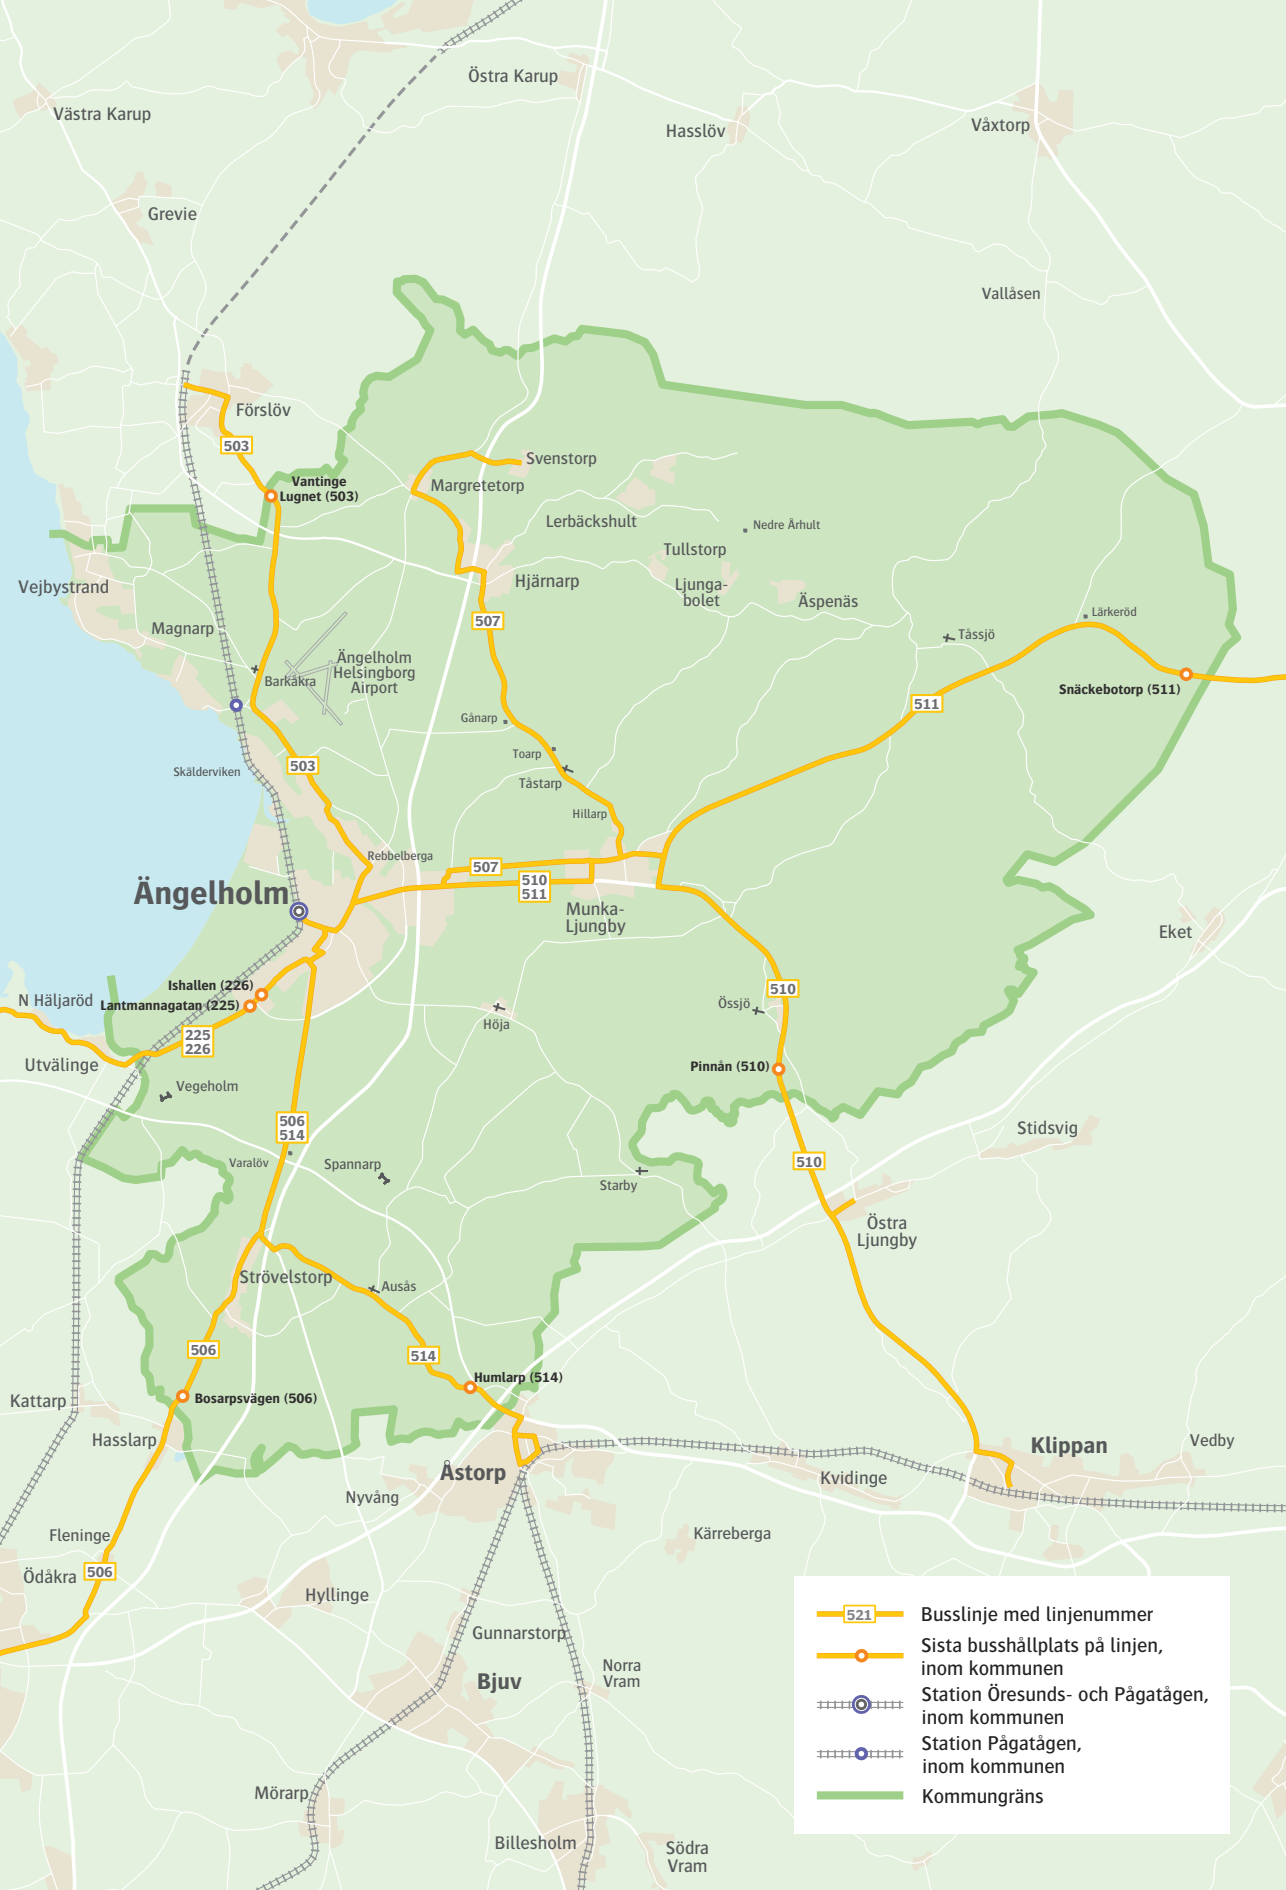 Östra Karup
Västra Karup
Hasslöv
Våxtorp
Grevie
Vallåsen
Förslöv
503
Svenstorp
Vantinge
Lugnet (503)
Margretetorp
Lerbäckshult
Nedre Århult
Tullstorp
Vejbystrand
Hjärnarp
Ljunga-
bolet
Äspenäs
Lärkeröd
507
Magnarp
Tåssjö
Ängelholm
Helsingborg
Airport
Barkåkra
Snäckebotorp (511)
511
Gånarp
Toarp
503
Skälderviken
Tåstarp
Hillarp
Rebbelberga
507
Ängelholm
510
511
Munka-
Ljungby
Eket
Ishallen (226)
510
N Häljaröd
Lantmannagatan (225)
Össjö
Höja
225
226
Utvälinge
Pinnån (510)
Vegeholm
506
514
Stidsvig
Varalöv
Spannarp
510
Starby
Östra
Ljungby
Strövelstorp
Ausås
506
514
Humlarp (514)
Bosarpsvägen (506)
Kattarp
Hasslarp
Klippan
Vedby
Åstorp
Kvidinge
Nyvång
Fleninge
Kärreberga
Ödåkra
506
Hyllinge
Gunnarstorp
Norra
Vram
Bjuv
Mörarp
Billesholm
Södra
Vram
521
Busslinje med linjenummer
Sista busshållplats på linjen,
inom kommunen
Station Öresunds- och Pågatågen,
inom kommunen
Station Pågatågen,
inom kommunen
Kommungräns